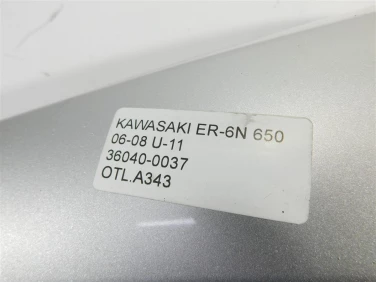 KAWASAKI ER-6N 650
06-08 U-11
36040-0037
OTL.A343